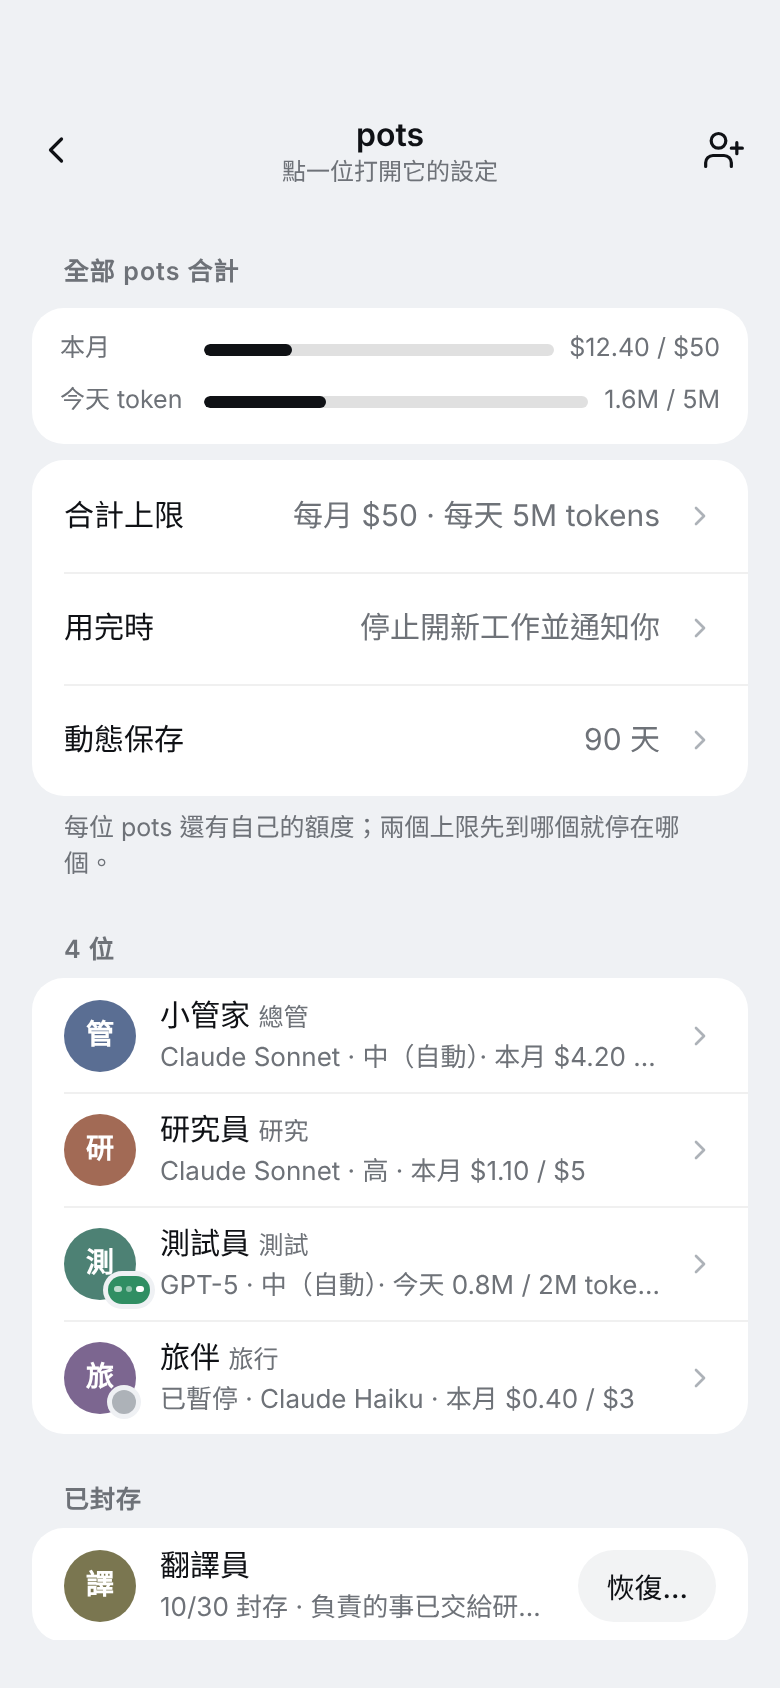 pots
點一位打開它的設定
全部 pots 合計
本月 $12.40 / $50
今天 token 1.6M / 5M
合計上限 每月 $50 · 每天 5M tokens
用完時 停止開新工作並通知你
動態保存 90 天
每位 pots 還有自己的額度；兩個上限先到哪個就停在哪
個。
4 位
管
小管家 總管
Claude Sonnet · 中（自動）· 本月 $4.20 ...
研
研究員 研究
Claude Sonnet · 高 · 本月 $1.10 / $5
測
測試員 測試
GPT-5 · 中（自動）· 今天 0.8M / 2M toke...
旅
旅伴 旅行
已暫停 · Claude Haiku · 本月 $0.40 / $3
已封存
譯
翻譯員
10/30 封存 · 負責的事已交給研...
恢復...